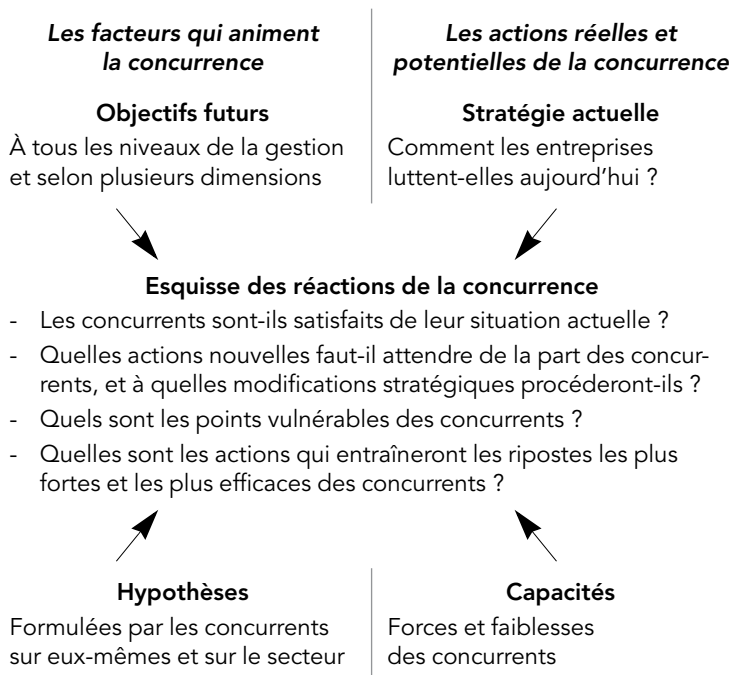 Les facteurs qui animent
la concurrence
Les actions réelles et
potentielles de la concurrence
Objectifs futurs
À tous les niveaux de la gestion
et selon plusieurs dimensions
Stratégie actuelle
Comment les entreprises
luttent-elles aujourd’hui ?
Esquisse des réactions de la concurrence
- Les concurrents sont-ils satisfaits de leur situation actuelle ?
- Quelles actions nouvelles faut-il attendre de la part des concur-
rents, et à quelles modifications stratégiques procéderont-ils ?
- Quels sont les points vulnérables des concurrents ?
- Quelles sont les actions qui entraîneront les ripostes les plus
fortes et les plus efficaces des concurrents ?
Hypothèses
Formulées par les concurrents
sur eux-mêmes et sur le secteur
Capacités
Forces et faiblesses
des concurrents